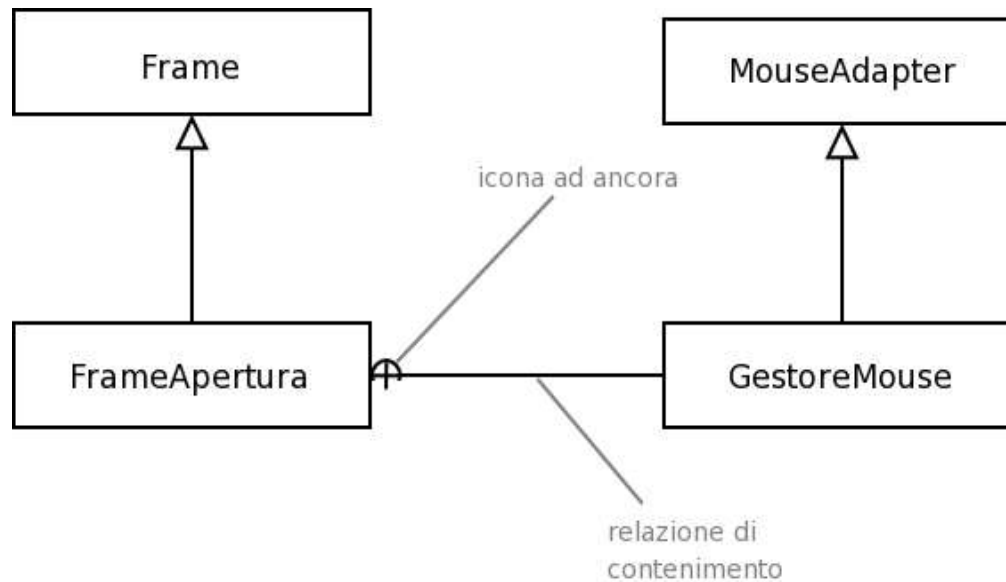 Frame
MouseAdapter
icona ad ancora
FrameApertura
GestoreMouse
relazione di
contenimento